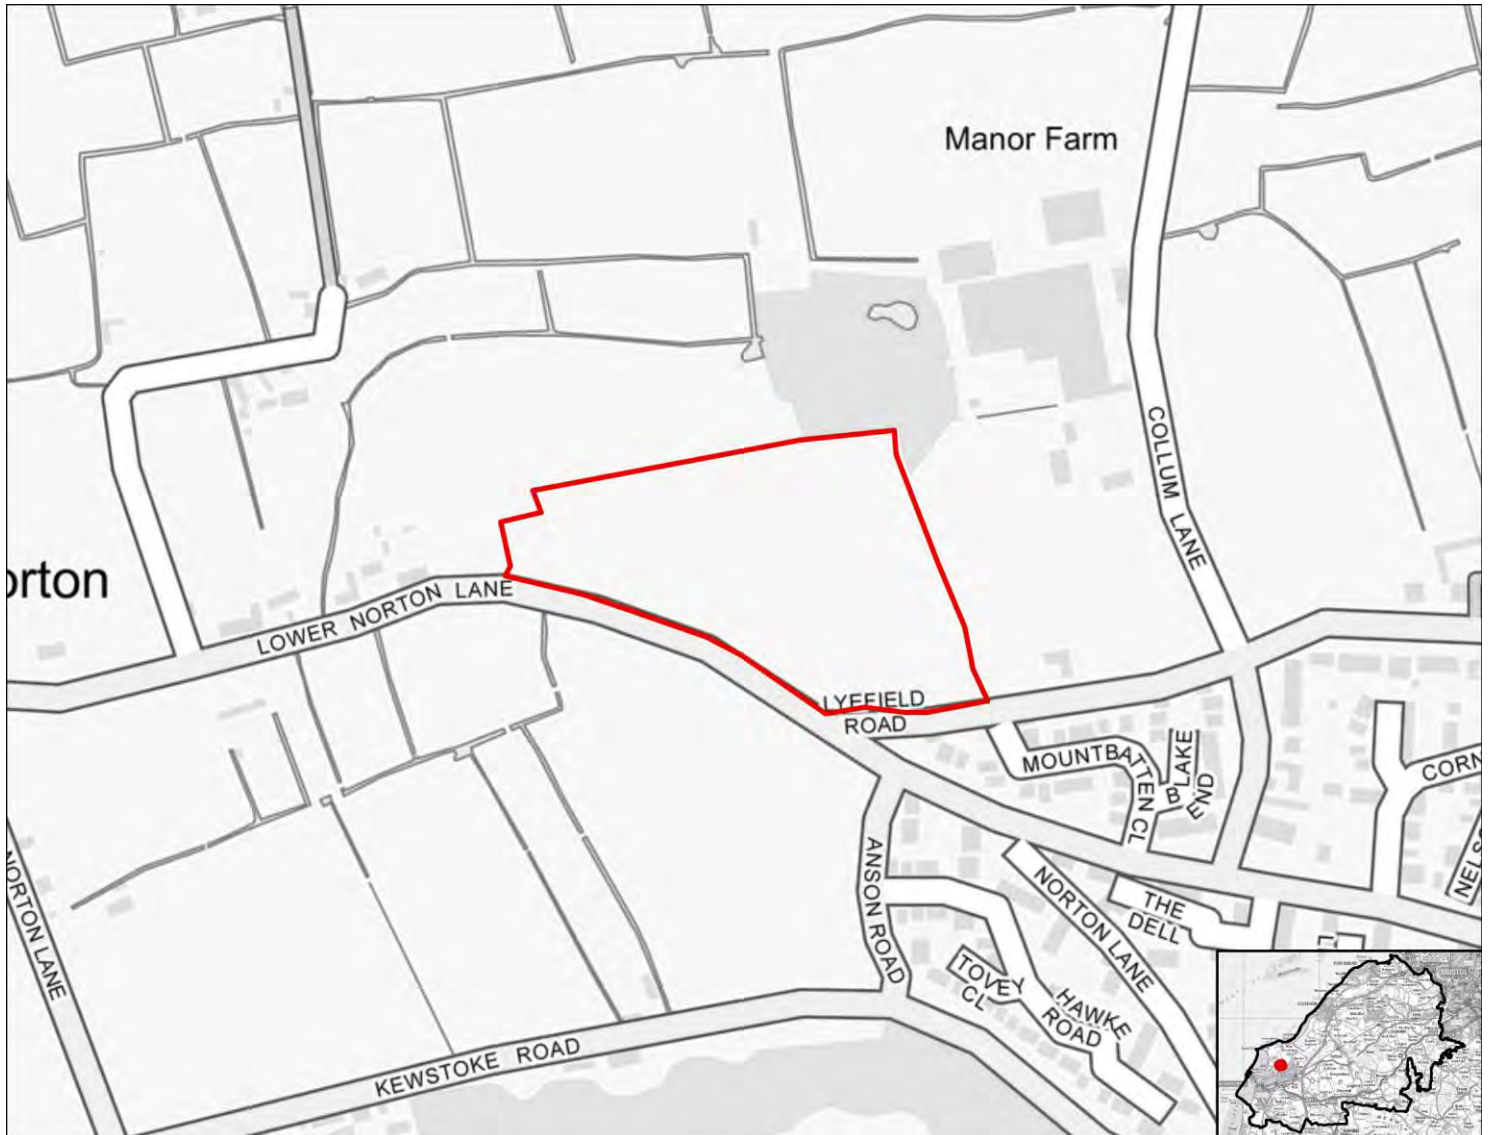 Manor Farm
COLLUM LANE
orton
LOWER NORTON LANE
LYEFIELD
ROAD
MOUNTBATTEN CL
BLAKE
END
CORN
NELSO
ANSON ROAD
NORTON LANE
NORTON LANE
THE
DELL
TOVEY
CL
HAWKE
ROAD
KEWSTOKE ROAD
BRISTOL